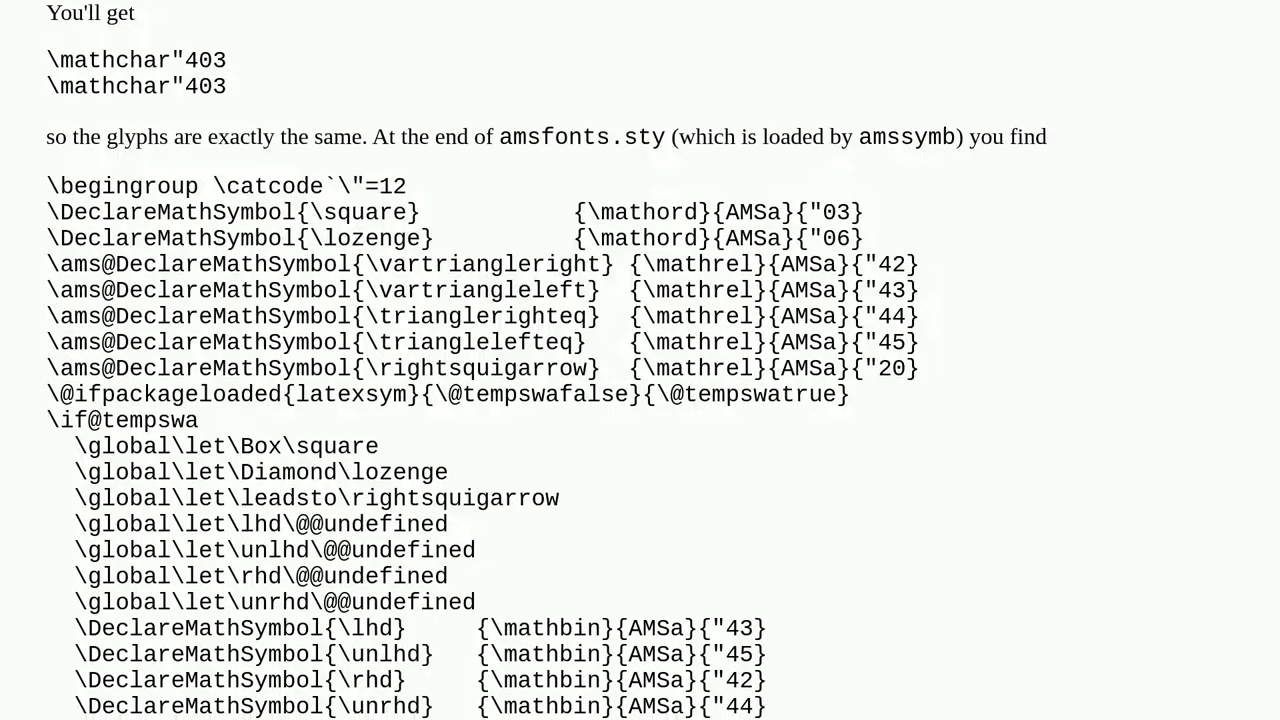 You'll get
\mathchar"403
\mathchar"403
so the glyphs are exactly the same. At the end of amsfonts.sty (which is loaded by amssymb) you find
\begingroup \catcode`\"=12
\DeclareMathSymbol{\square}           {\mathord}{AMSa}{"03}
\DeclareMathSymbol{\lozenge}          {\mathord}{AMSa}{"06}
\ams@DeclareMathSymbol{\vartriangleright} {\mathrel}{AMSa}{"42}
\ams@DeclareMathSymbol{\vartriangleleft}  {\mathrel}{AMSa}{"43}
\ams@DeclareMathSymbol{\trianglerighteq}  {\mathrel}{AMSa}{"44}
\ams@DeclareMathSymbol{\trianglelefteq}   {\mathrel}{AMSa}{"45}
\ams@DeclareMathSymbol{\rightsquigarrow}  {\mathrel}{AMSa}{"20}
\@ifpackageloaded{latexsym}{\@tempswafalse}{\@tempswatrue}
\if@tempswa
  \global\let\Box\square
  \global\let\Diamond\lozenge
  \global\let\leadsto\rightsquigarrow
  \global\let\lhd\@@undefined
  \global\let\unlhd\@@undefined
  \global\let\rhd\@@undefined
  \global\let\unrhd\@@undefined
  \DeclareMathSymbol{\lhd}     {\mathbin}{AMSa}{"43}
  \DeclareMathSymbol{\unlhd}   {\mathbin}{AMSa}{"45}
  \DeclareMathSymbol{\rhd}     {\mathbin}{AMSa}{"42}
  \DeclareMathSymbol{\unrhd}   {\mathbin}{AMSa}{"44}